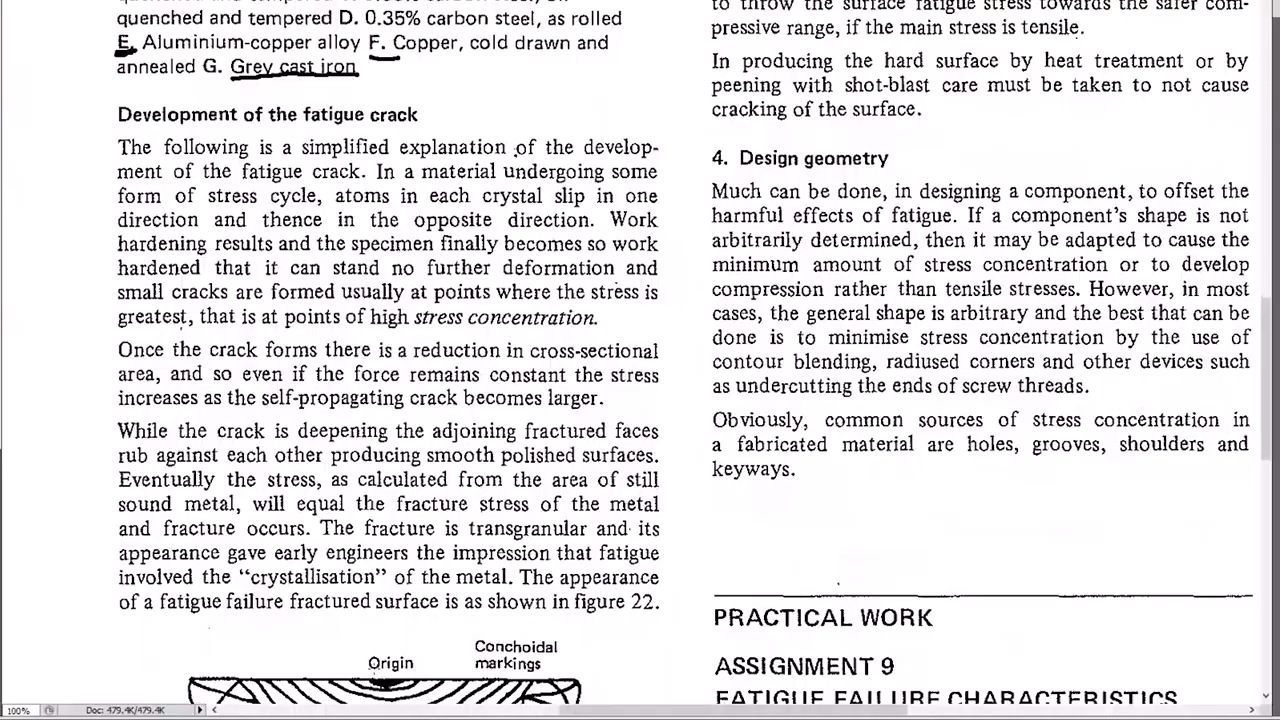 quenched and tempered D. 0.35% carbon steel, as rolled
E. Aluminium-copper alloy F. Copper, cold drawn and
annealed G. Grey cast iron
Development of the fatigue crack
The following is a simplified explanation of the develop-
ment of the fatigue crack. In a material undergoing some
form of stress cycle, atoms in each crystal slip in one
direction and thence in the opposite direction. Work
hardening results and the specimen finally becomes so work
hardened that it can stand no further deformation and
small cracks are formed usually at points where the stress is
greatest, that is at points of high stress concentration.
Once the crack forms there is a reduction in cross-sectional
area, and so even if the force remains constant the stress
increases as the self-propagating crack becomes larger.
While the crack is deepening the adjoining fractured faces
rub against each other producing smooth polished surfaces.
Eventually the stress, as calculated from the area of still
sound metal, will equal the fracture stress of the metal
and fracture occurs. The fracture is transgranular and its
appearance gave early engineers the impression that fatigue
involved the “crystallisation” of the metal. The appearance
of a fatigue failure fractured surface is as shown in figure 22.
Origin
Conchoidal
markings
to throw the surface fatigue stress towards the safer com-
pressive range, if the main stress is tensile.
In producing the hard surface by heat treatment or by
peening with shot-blast care must be taken to not cause
cracking of the surface.
4. Design geometry
Much can be done, in designing a component, to offset the
harmful effects of fatigue. If a component's shape is not
arbitrarily determined, then it may be adapted to cause the
minimum amount of stress concentration or to develop
compression rather than tensile stresses. However, in most
cases, the general shape is arbitrary and the best that can be
done is to minimise stress concentration by the use of
contour blending, radiused corners and other devices such
as undercutting the ends of screw threads.
Obviously, common sources of stress concentration in
a fabricated material are holes, grooves, shoulders and
keyways.
PRACTICAL WORK
ASSIGNMENT 9
FATIGUE FAILURE CHARACTERISTICS
100%
Doc: 479.4K/479.4K